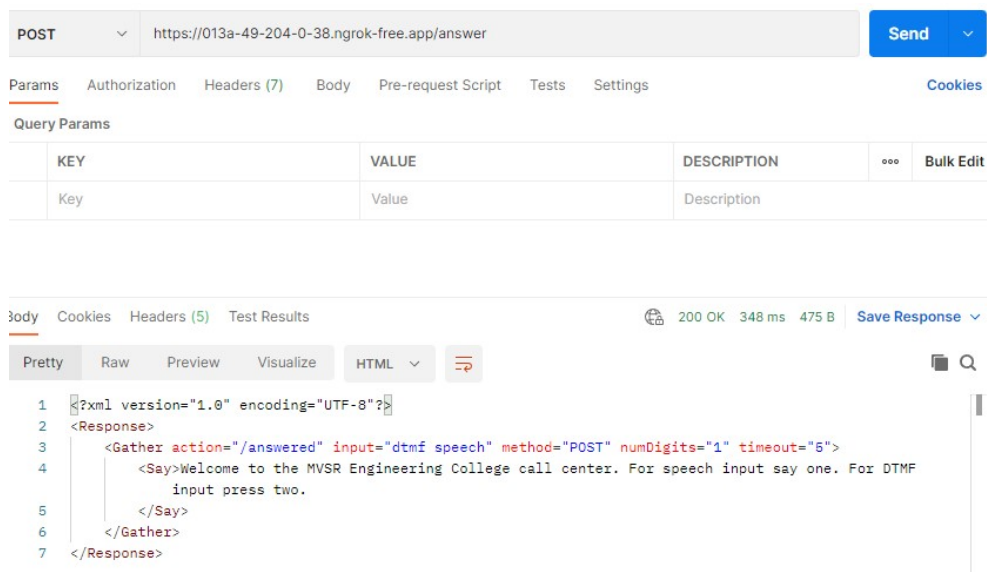 POST https://013a-49-204-0-38.ngrok-free.app/answer Send
Params Authorization Headers (7) Body Pre-request Script Tests Settings Cookies
Query Params
KEY VALUE DESCRIPTION ooo Bulk Edit
Key Value Description
Body Cookies Headers (5) Test Results 200 OK 348 ms 475 B Save Response
Pretty Raw Preview Visualize HTML
1 <?xml version="1.0" encoding="UTF-8"?>
2 <Response>
3 <Gather action="/answered" input="dtmf speech" method="POST" numDigits="1" timeout="5">
4 <Say>Welcome to the MVSR Engineering College call center. For speech input say one. For DTMF
input press two.
5 </Say>
6 </Gather>
7 </Response>